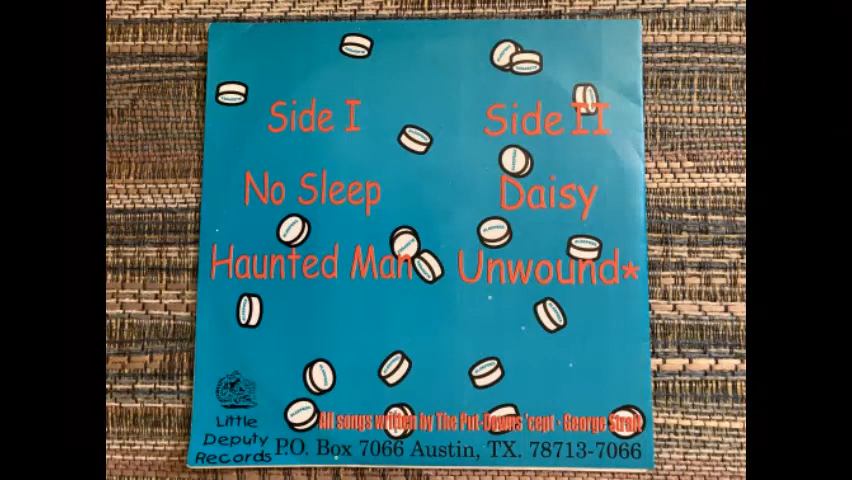 Side I
No Sleep
Haunted Man
Side II
Daisy
Unwound*
All songs written by The Put-Downs 'cept - George Strait
Little
Deputy
Records
P.O. Box 7066 Austin, TX. 78713-7066